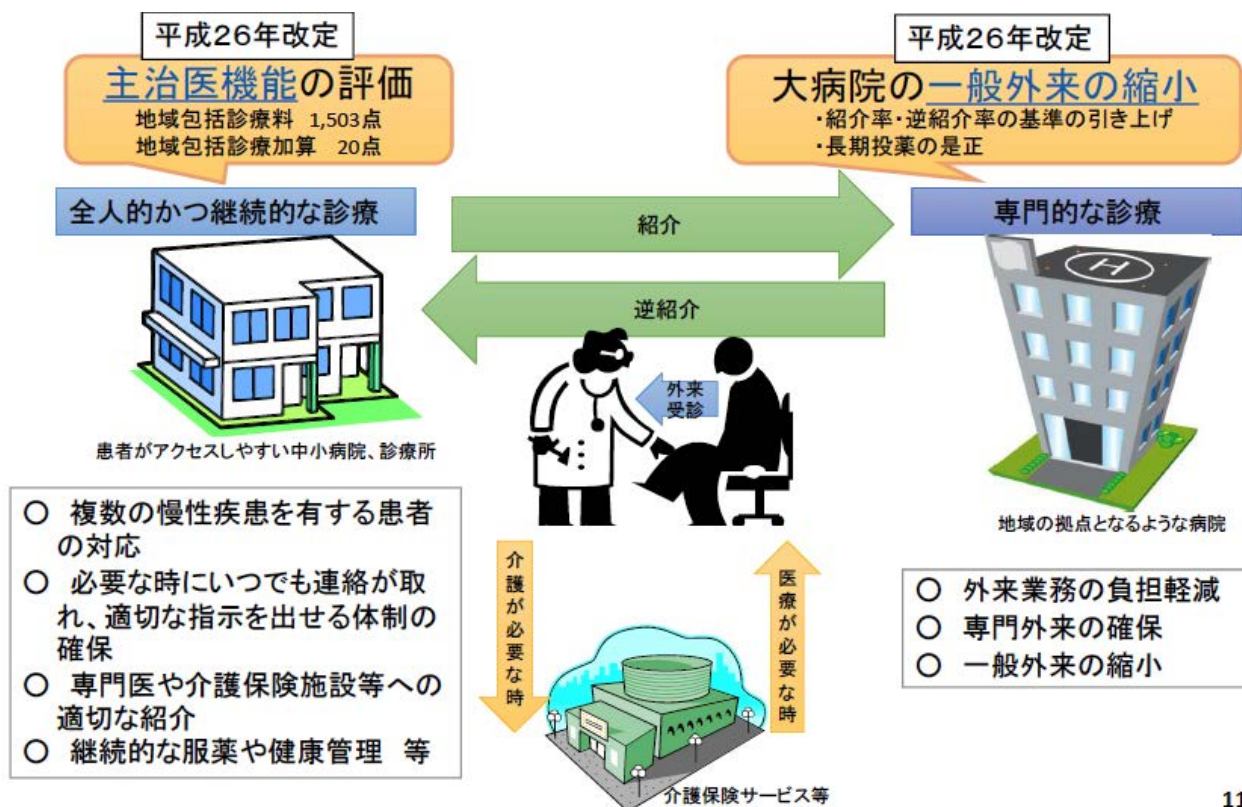 平成26年改定
主治医機能の評価
地域包括診療料 1,503点
地域包括診療加算 20点
平成26年改定
大病院の一般外来の縮小
・紹介率・逆紹介率の基準の引き上げ
・長期投薬の是正
全人的かつ継続的な診療
紹介
専門的な診療
逆紹介
外来
受診
患者がアクセスしやすい中小病院、診療所
地域の拠点となるような病院
○ 複数の慢性疾患を有する患者
の対応
○ 必要な時にいつでも連絡が取
れ、適切な指示を出せる体制の
確保
○ 専門医や介護保険施設等への
適切な紹介
○ 継続的な服薬や健康管理 等
介護が必要な時
医療が必要な時
○ 外来業務の負担軽減
○ 専門外来の確保
○ 一般外来の縮小
H
介護保険サービス等
11